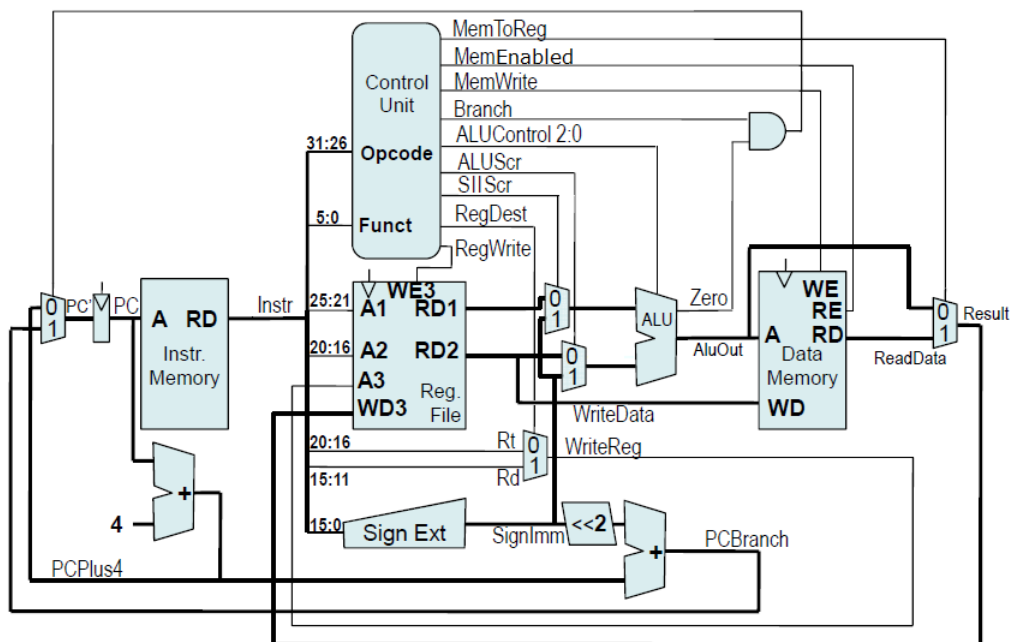 MemToReg
MemEnabled
MemWrite
Branch
ALUControl 2:0
ALUScr
SIIScr
RegDest
RegWrite
Control
Unit
31:26
Opcode
5:0
Funct
0
1
PC'
PC
A RD
Instr.
Memory
Instr
25:21
A1
WE3
RD1
20:16
A2
RD2
A3
WD3
Reg.
File
0
1
0
1
ALU
Zero
AluOut
WE
RE
A
RD
Data
Memory
WD
0
1
Result
ReadData
WriteData
20:16
Rt
0
1
WriteReg
15:11
Rd
+
4
15:0
Sign Ext
SignImm
<<2
+
PCBranch
PCPlus4